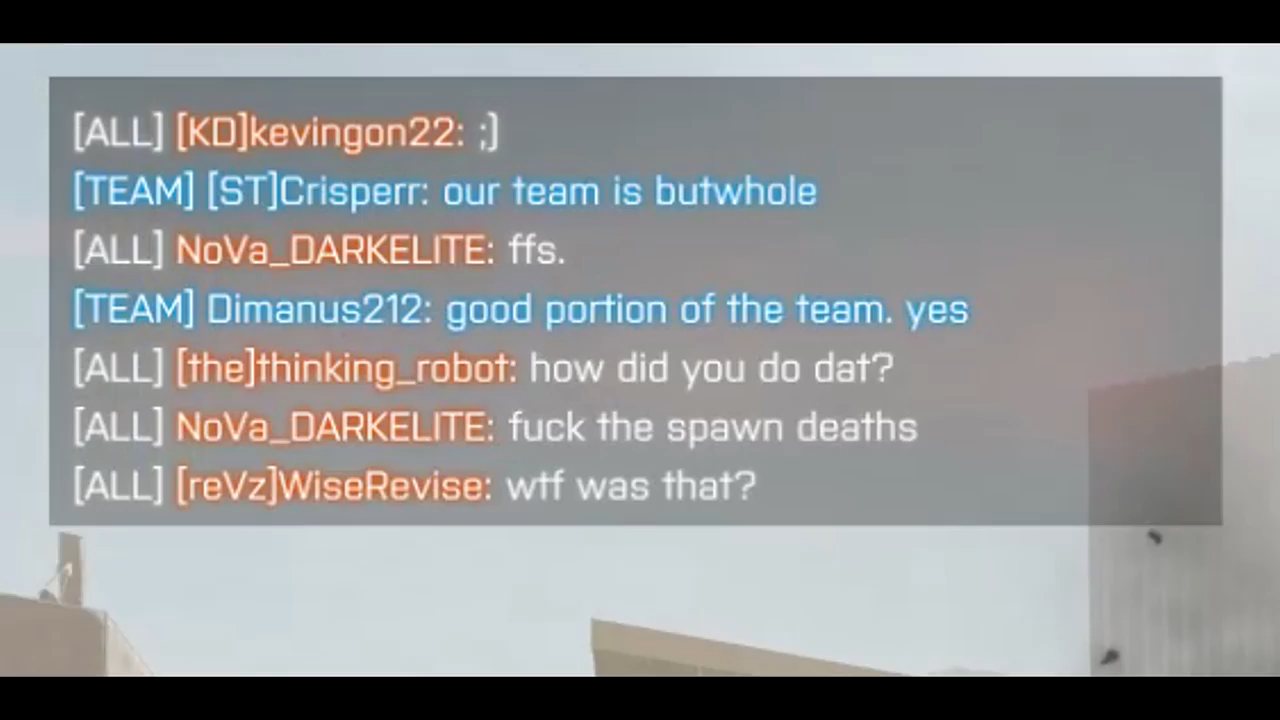 [ALL] [KD]kevingon22: ;)
[TEAM] [ST]Crisperr: our team is butwhole
[ALL] NoVa_DARKELITE: ffs.
[TEAM] Dimanus212: good portion of the team. yes
[ALL] [the]thinking_robot: how did you do dat?
[ALL] NoVa_DARKELITE: fuck the spawn deaths
[ALL] [reVz]WiseRevise: wtf was that?